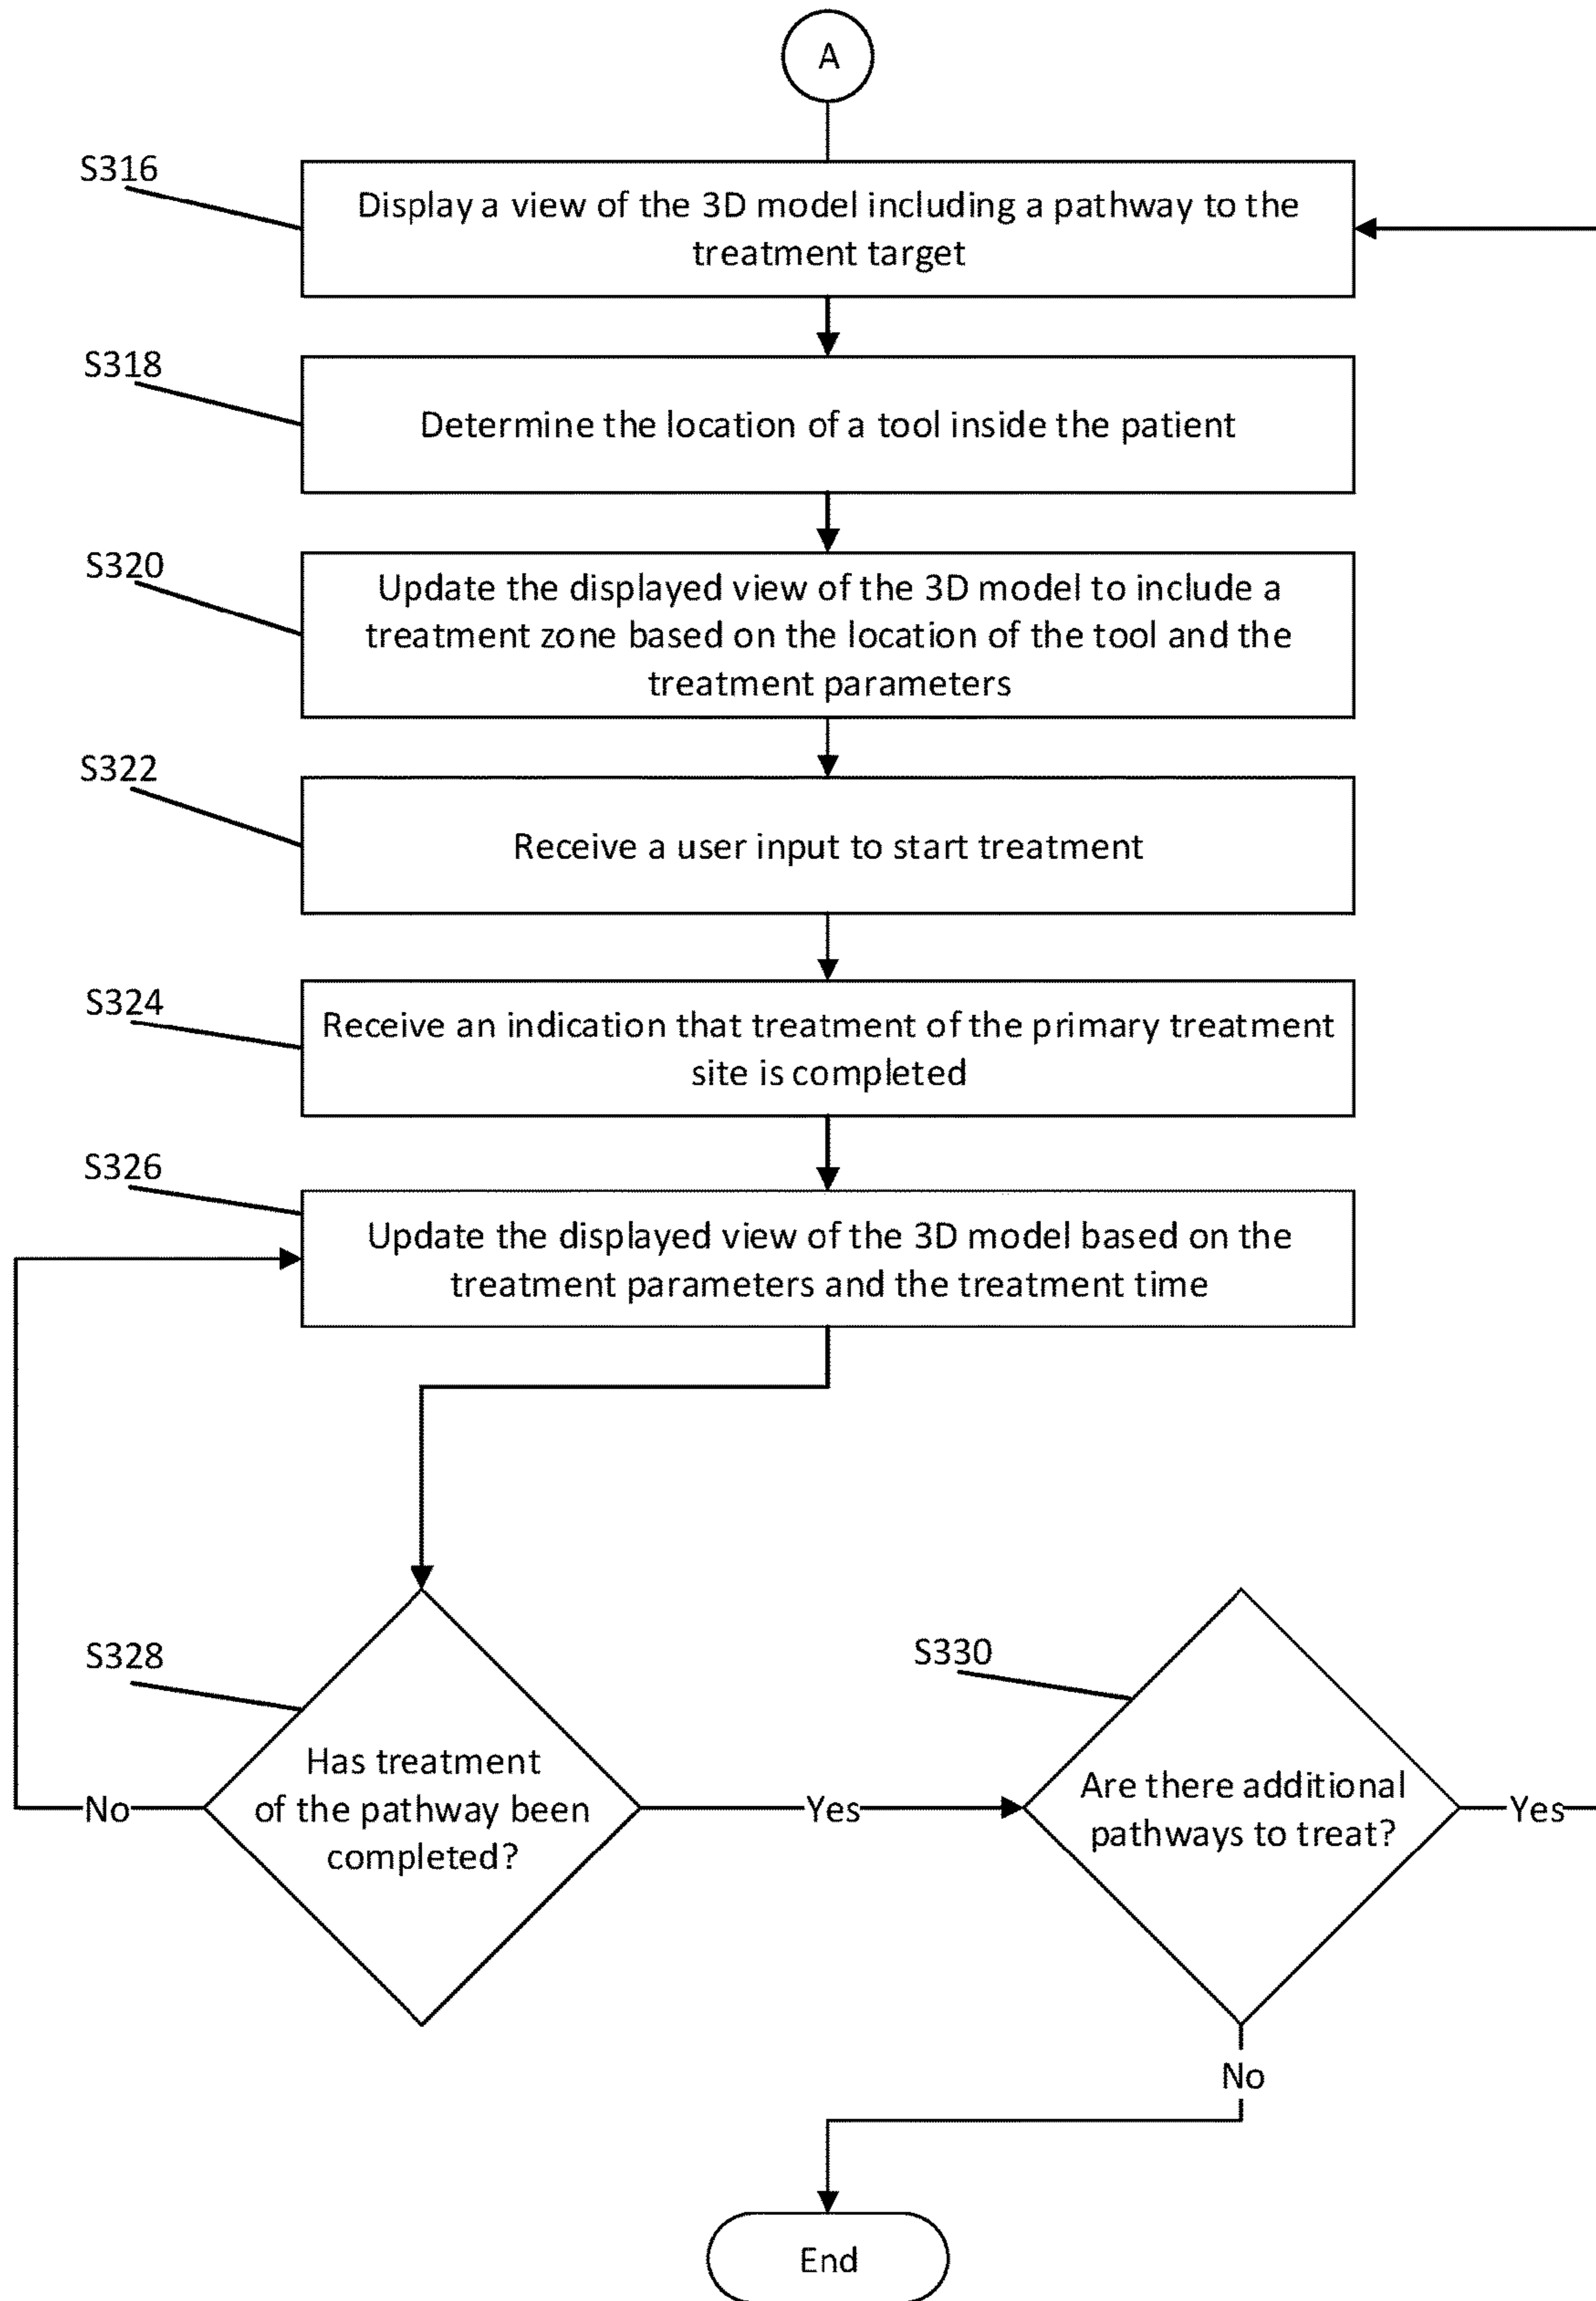 A
S316
Display a view of the 3D model including a pathway to the
treatment target
S318
Determine the location of a tool inside the patient
S320
Update the displayed view of the 3D model to include a
treatment zone based on the location of the tool and the
treatment parameters
S322
Receive a user input to start treatment
S324
Receive an indication that treatment of the primary treatment
site is completed
S326
Update the displayed view of the 3D model based on the
treatment parameters and the treatment time
S328
Has treatment
of the pathway been
completed?
No
Yes
S330
Are there additional
pathways to treat?
Yes
No
End